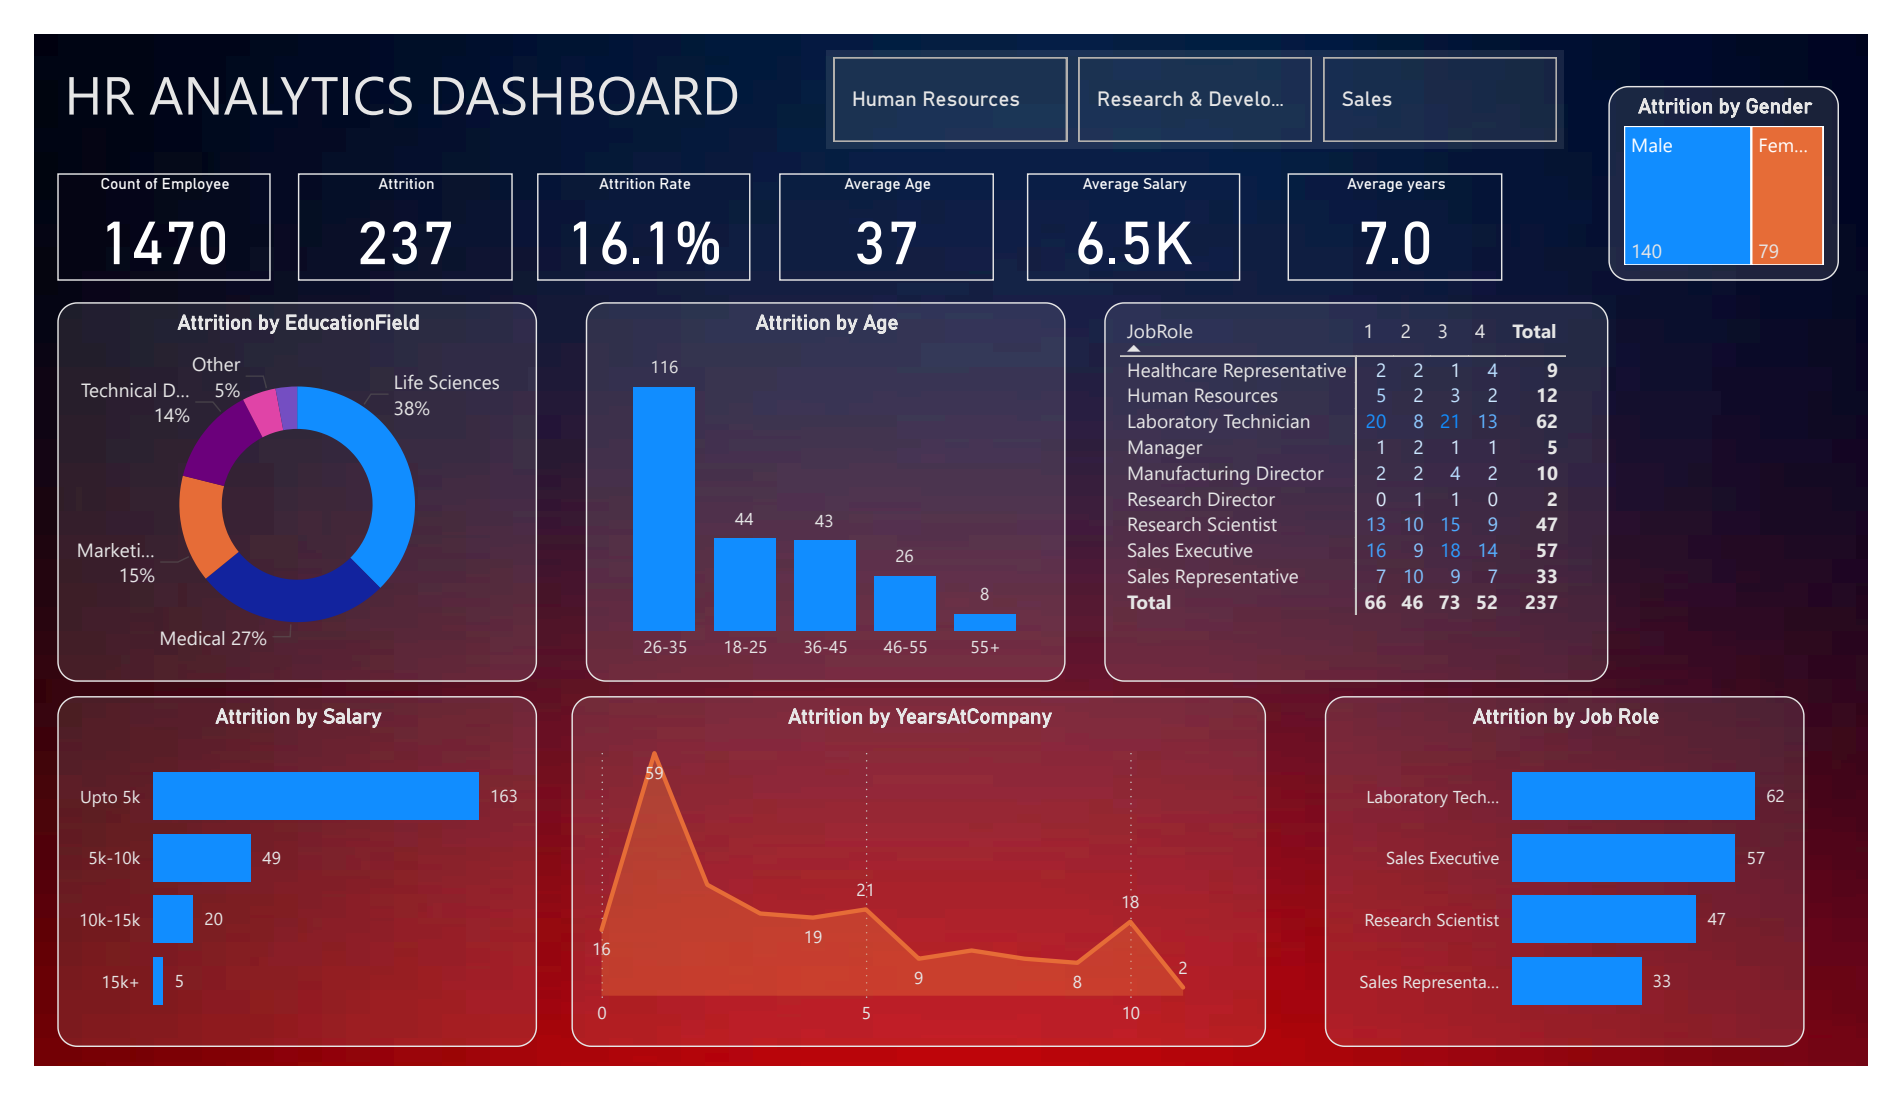 HR ANALYTICS DASHBOARD
Human Resources
Research & Develo...
Sales
Attrition by Gender
Male
Fem...
140
79
Count of Employee
1470
Attrition
237
Attrition Rate
16.1%
Average Age
37
Average Salary
6.5K
Average years
7.0
Attrition by EducationField
Other
5%
Technical D...
14%
Life Sciences
38%
Marketi...
15%
Medical 27%
Attrition by Age
116
44
43
26
8
26-35 18-25 36-45 46-55 55+
JobRole 1 2 3 4 Total
Healthcare Representative 2 2 1 4 9
Human Resources 5 2 3 2 12
Laboratory Technician 20 8 21 13 62
Manager 1 2 1 1 5
Manufacturing Director 2 2 4 2 10
Research Director 0 1 1 0 2
Research Scientist 13 10 15 9 47
Sales Executive 16 9 18 14 57
Sales Representative 7 10 9 7 33
Total 66 46 73 52 237
Attrition by Salary
Upto 5k 163
5k-10k 49
10k-15k 20
15k+ 5
Attrition by YearsAtCompany
59
21
18
16
19
9
8
2
0 5 10
Attrition by Job Role
Laboratory Tech... 62
Sales Executive 57
Research Scientist 47
Sales Representa... 33